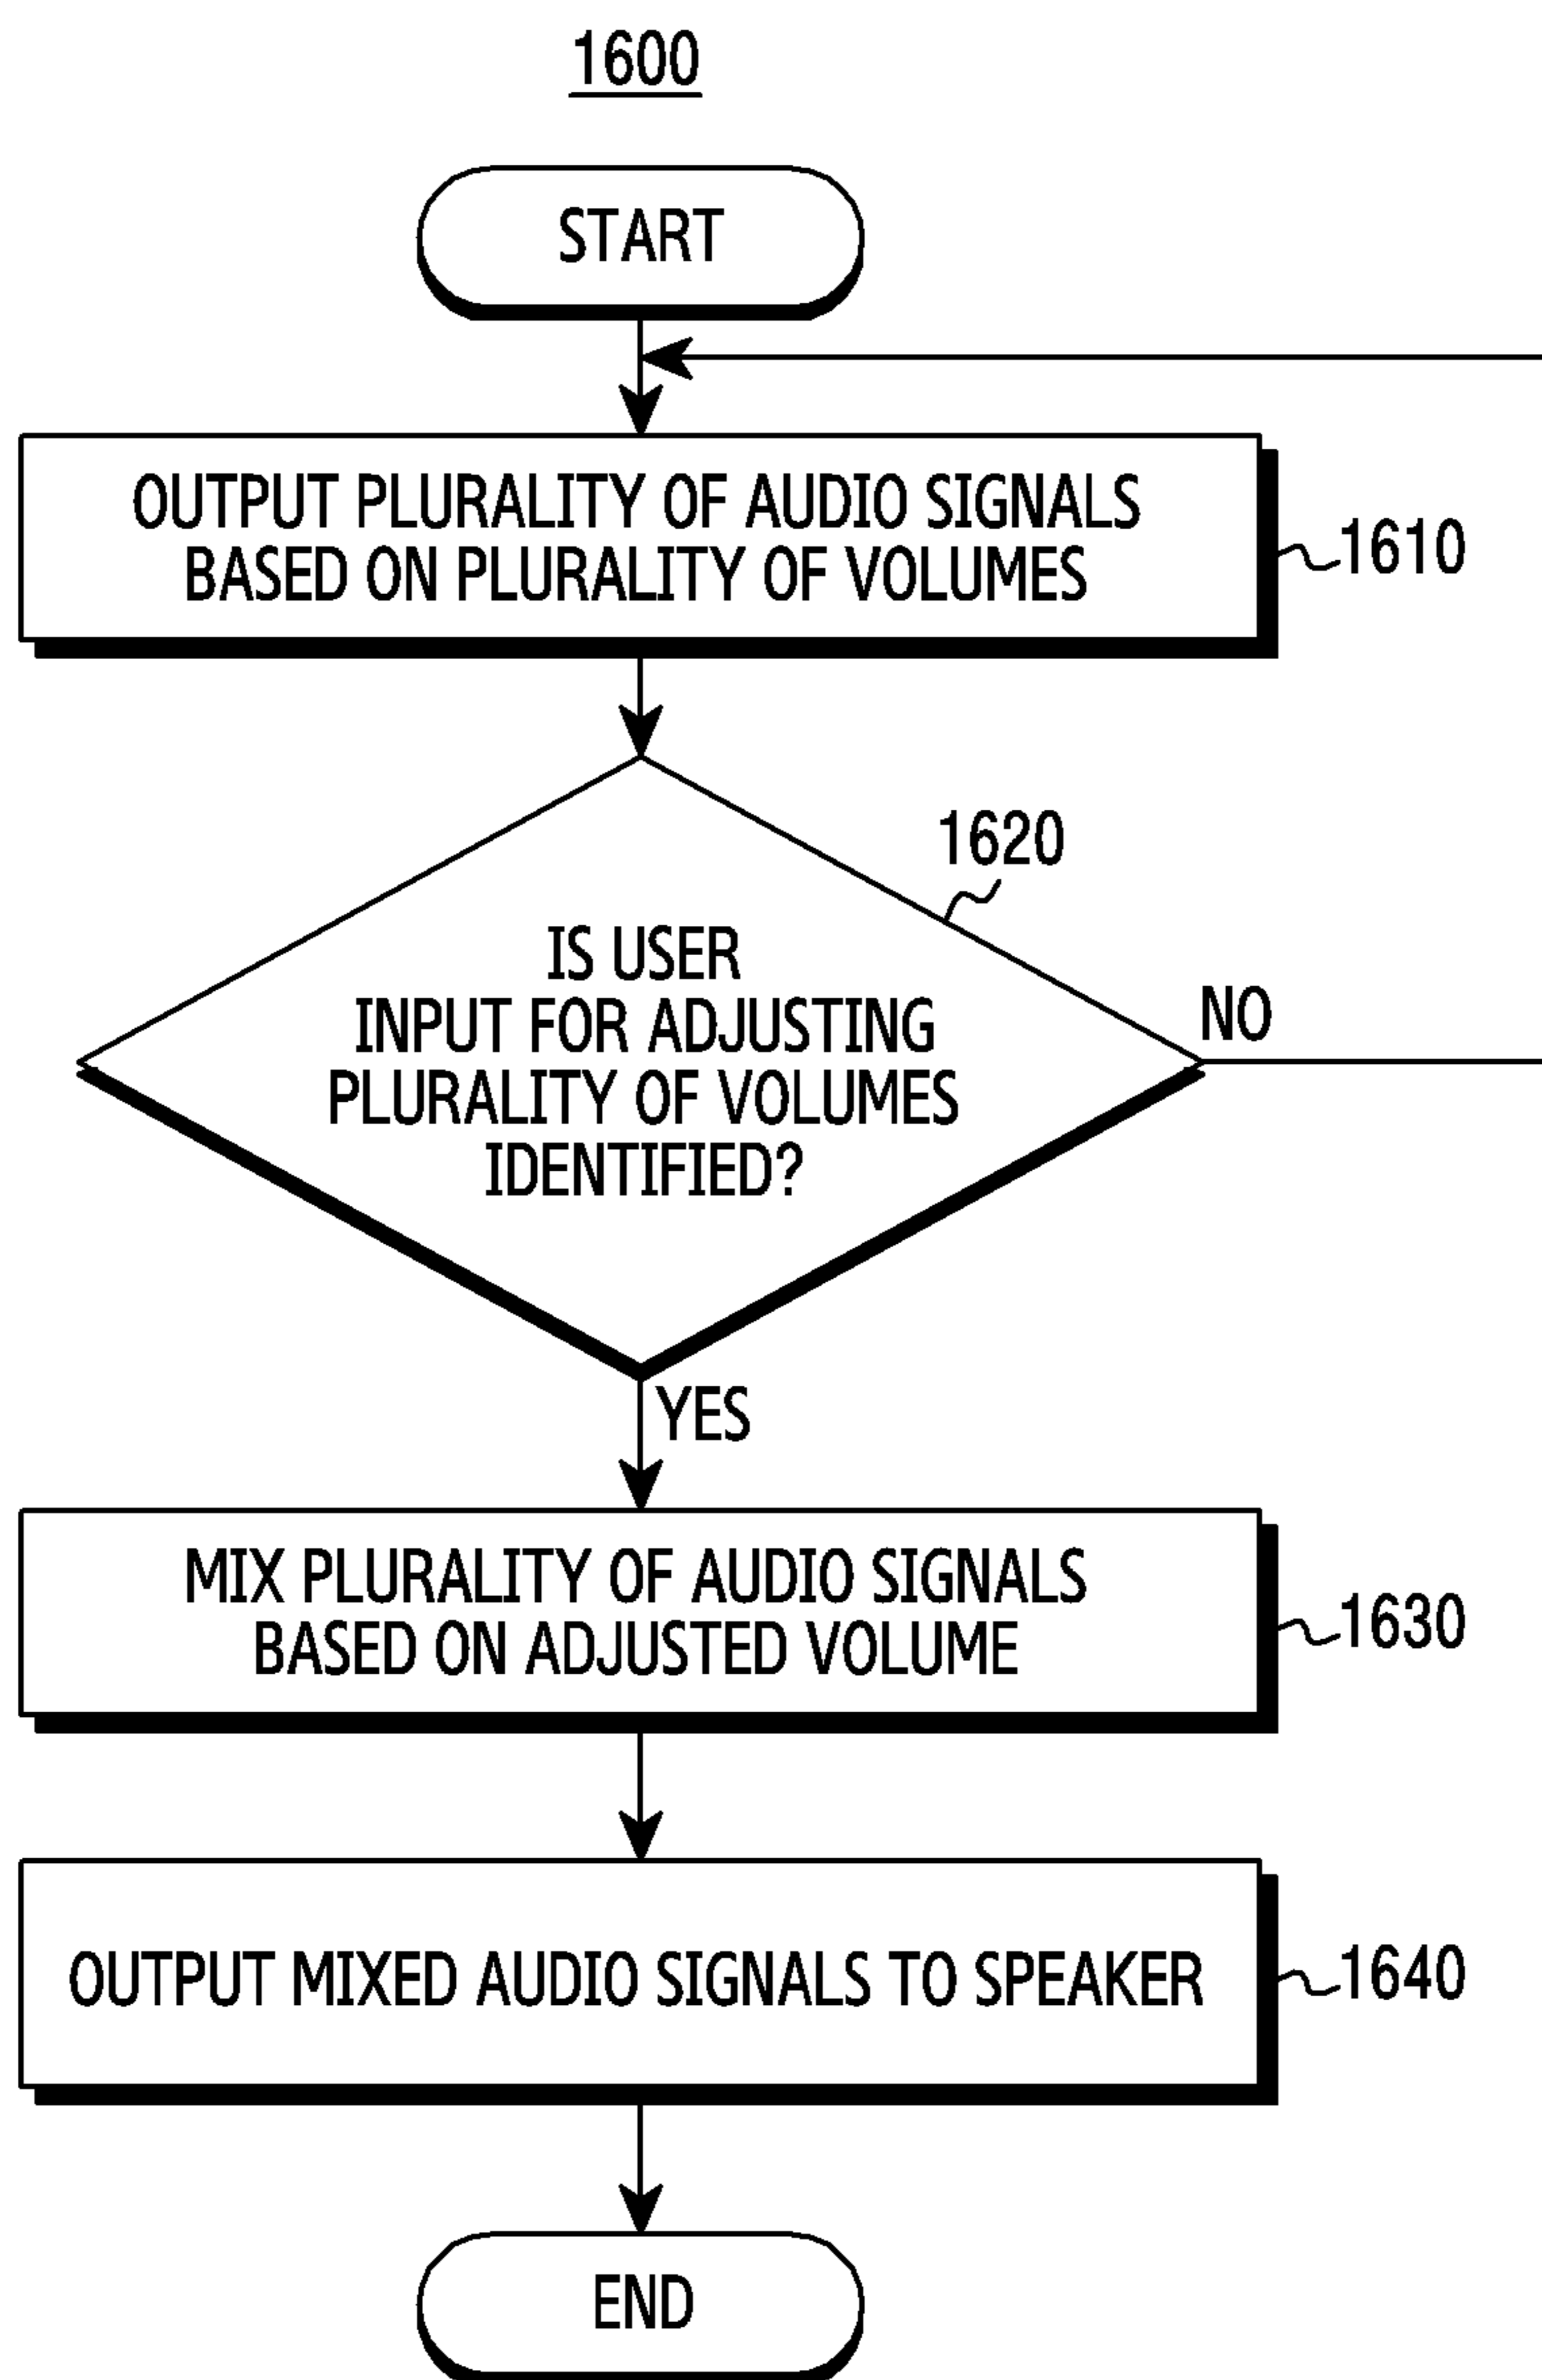 1600
START
OUTPUT PLURALITY OF AUDIO SIGNALS
BASED ON PLURALITY OF VOLUMES
1610
1620
IS USER
INPUT FOR ADJUSTING
PLURALITY OF VOLUMES
IDENTIFIED?
NO
YES
MIX PLURALITY OF AUDIO SIGNALS
BASED ON ADJUSTED VOLUME
1630
OUTPUT MIXED AUDIO SIGNALS TO SPEAKER
1640
END